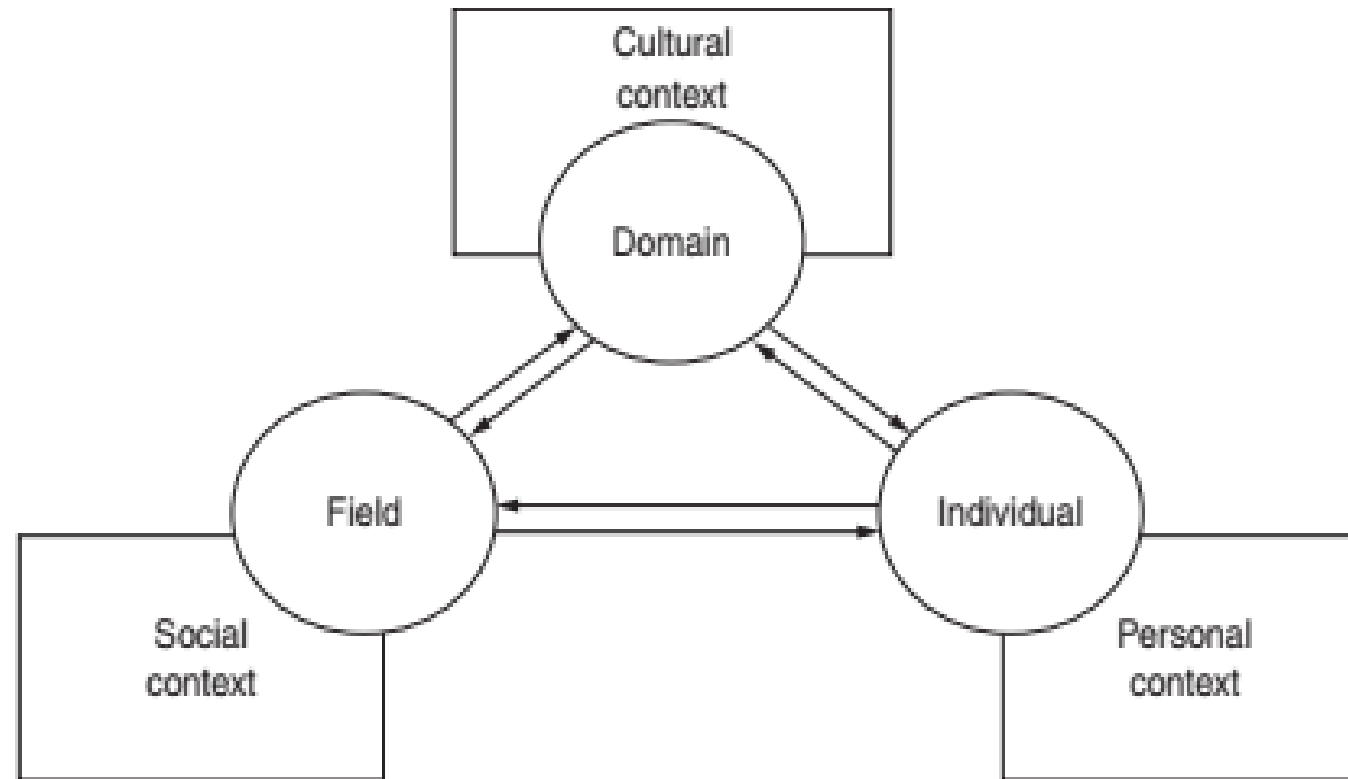 Cultural
context
Domain
Field
Individual
Social
context
Personal
context